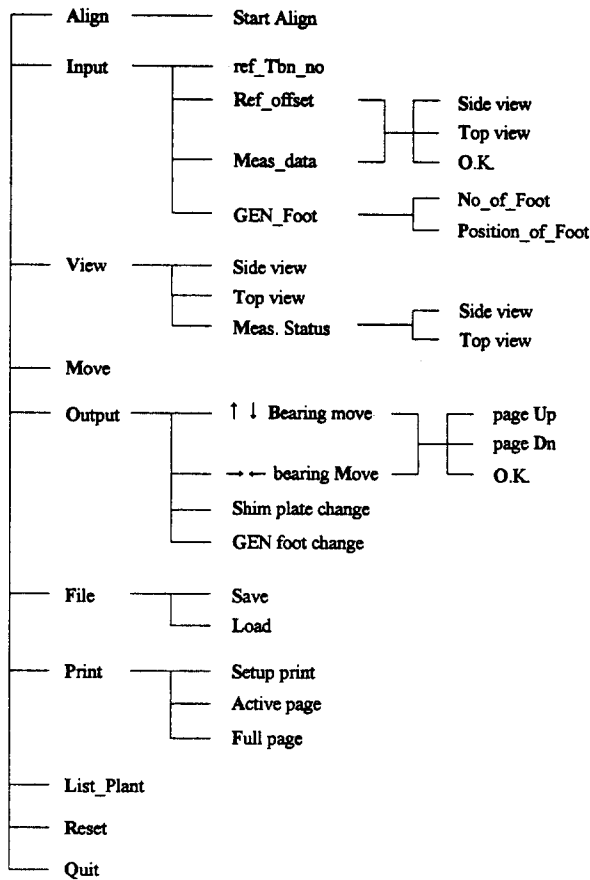 Align
Start Align
Input
ref_Tbn_no
Ref_offset
Side view
Top view
O.K.
Meas_data
GEN_Foot
No_of_Foot
Position_of_Foot
View
Side view
Top view
Meas. Status
Side view
Top view
Move
Output
↑ ↓ Bearing move
page Up
page Dn
O.K.
→ ← bearing Move
Shim plate change
GEN foot change
File
Save
Load
Print
Setup print
Active page
Full page
List_Plant
Reset
Quit